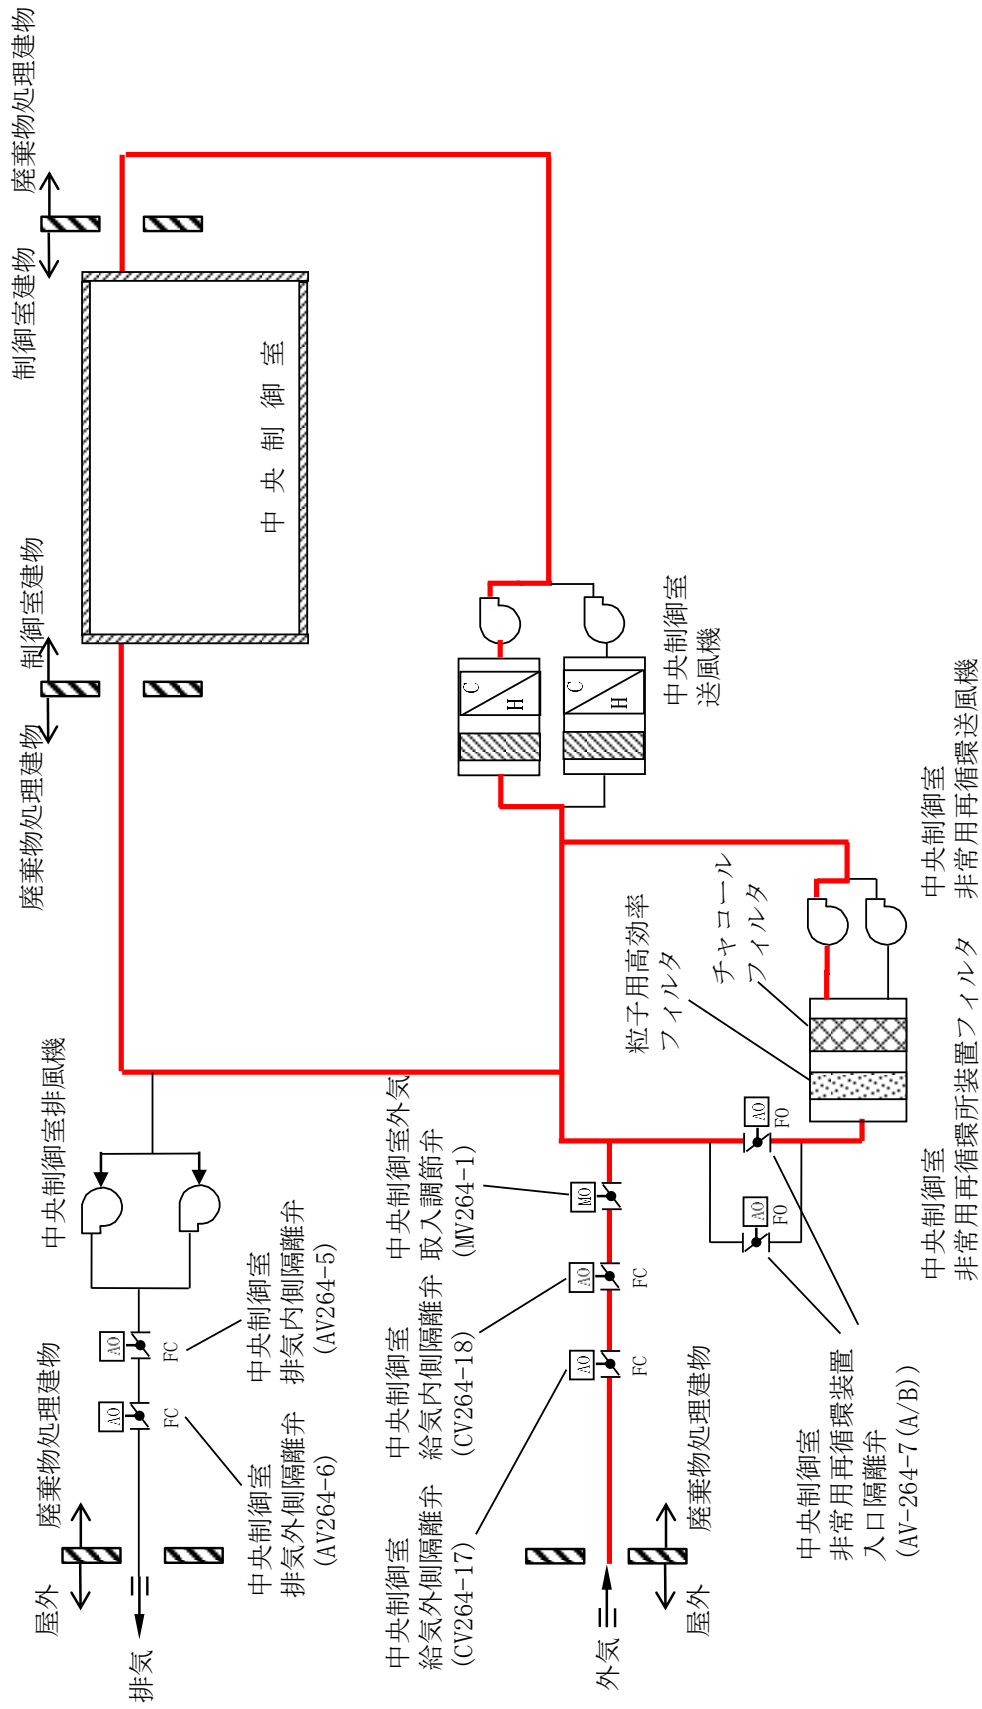 屋外
廃棄物処理建物
排気
中央制御室
排気外側隔離弁
(AV264-6)
AO
FC
中央制御室
排気内側隔離弁
(AV264-5)
AO
FC
中央制御室排風機
廃棄物処理建物
制御室建物
中央制御室
制御室建物
廃棄物処理建物
中央制御室
給気外側隔離弁
(CV264-17)
AO
FC
中央制御室
給気内側隔離弁
(CV264-18)
AO
FC
中央制御室外気
取入調節弁
(MV264-1)
MO
外気
屋外
廃棄物処理建物
C
H
C
H
中央制御室
送風機
中央制御室
非常用再循環装置
入口隔離弁
(AV-264-7(A/B))
AO
FO
AO
FO
粒子用高効率
フィルタ
チャコール
フィルタ
中央制御室
非常用再循環所装置フィルタ
中央制御室
非常用再循環送風機